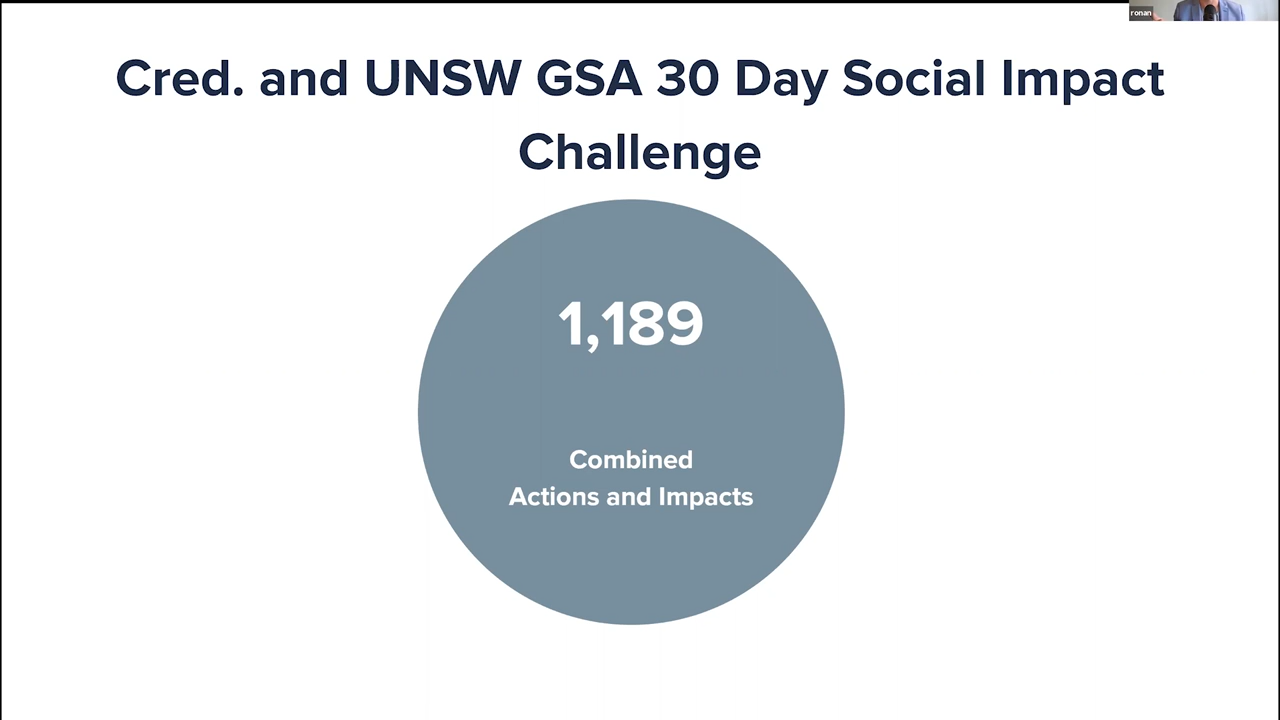 ronan
Cred. and UNSW GSA 30 Day Social Impact
Challenge
1,189
Combined
Actions and Impacts